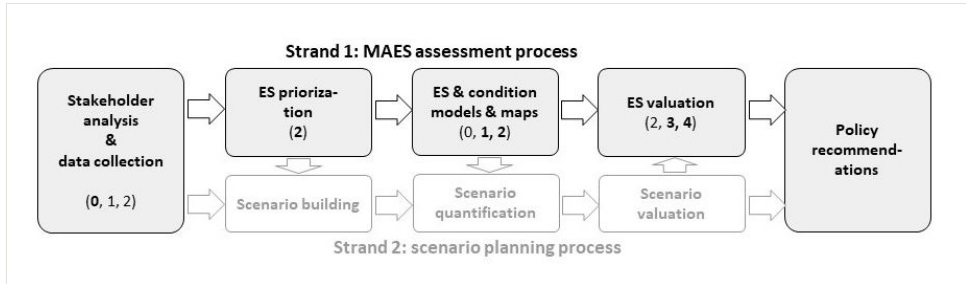 Strand 1: MAES assessment process
Stakeholder
analysis
&
data collection
(0, 1, 2)
ES prioriza-
tion
(2)
ES & condition
models & maps
(0, 1, 2)
ES valuation
(2, 3, 4)
Policy
recommend-
ations
Scenario building
Scenario
quantification
Scenario
valuation
Strand 2: scenario planning process